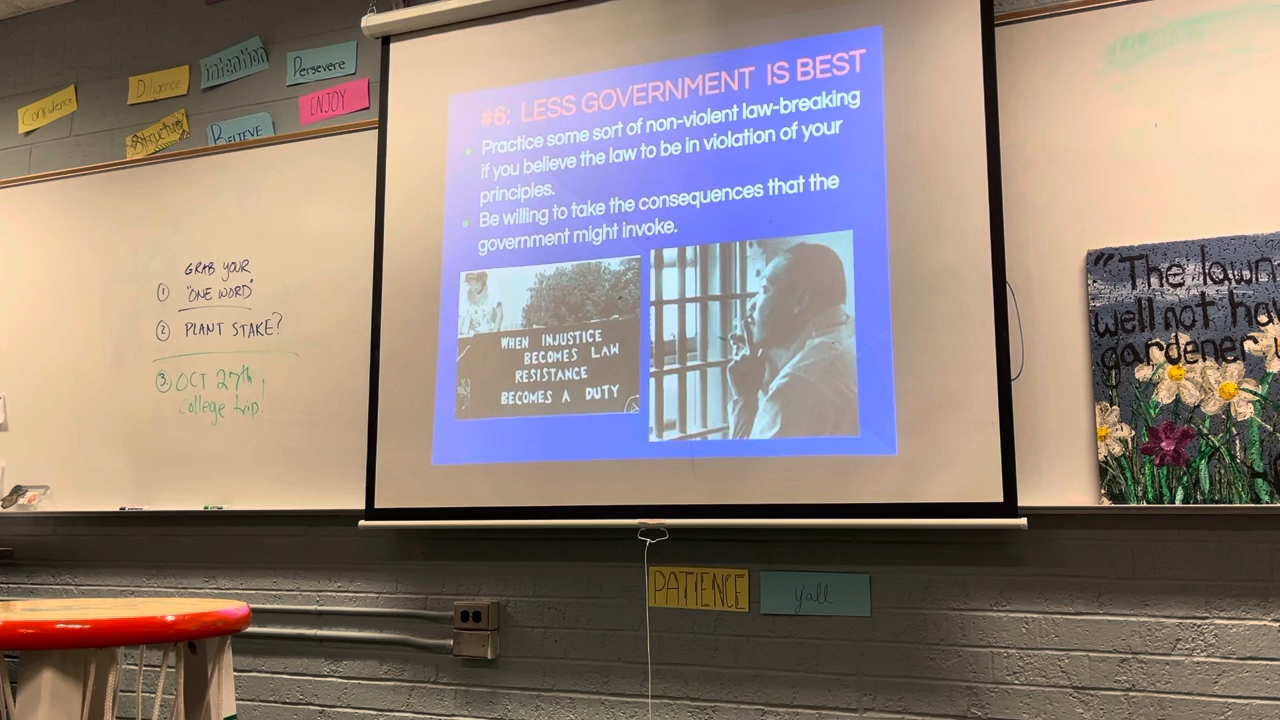 Confidence
Diligence
intention
Persevere
Structure
BELIEVE
ENJOY
GRAB YOUR
① "ONE WORD"
② PLANT STAKE?
③ OCT 27th
College trip!
#6: LESS GOVERNMENT IS BEST
• Practice some sort of non-violent law-breaking
if you believe the law to be in violation of your
principles.
• Be willing to take the consequences that the
government might invoke.
WHEN INJUSTICE
BECOMES LAW
RESISTANCE
BECOMES A DUTY
"The lawn
well not ha
gardener
PATIENCE
y'all